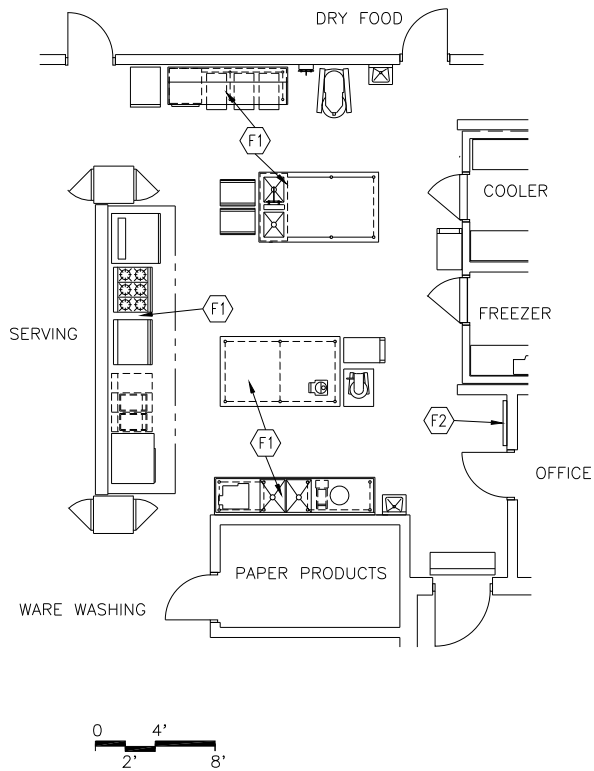 DRY FOOD
F1
COOLER
F1
FREEZER
SERVING
F2
F1
OFFICE
PAPER PRODUCTS
WARE WASHING
0 4'
2' 8'